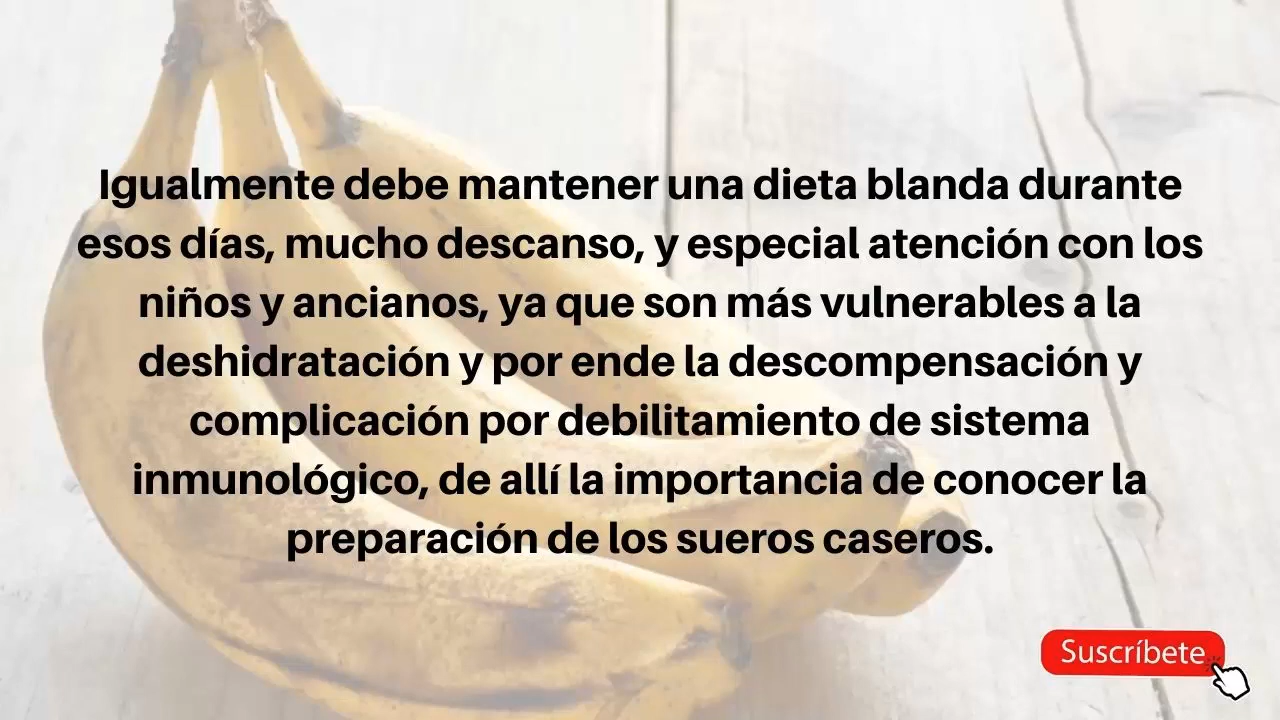 Igualmente debe mantener una dieta blanda durante
esos días, mucho descanso, y especial atención con los
niños y ancianos, ya que son más vulnerables a la
deshidratación y por ende la descompensación y
complicación por debilitamiento de sistema
inmunológico, de allí la importancia de conocer la
preparación de los sueros caseros.
Suscríbete